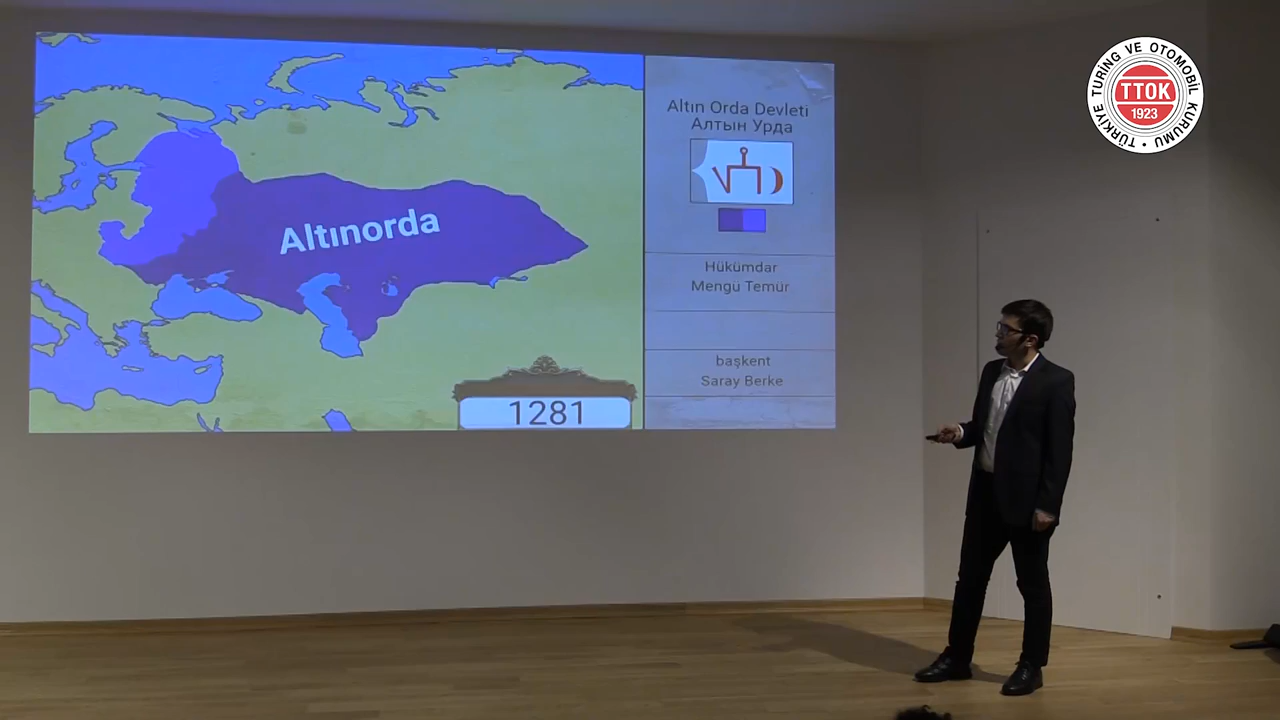 Altın Orda Devleti
Алтын Урда
Altınorda
Hükümdar
Mengü Temür
başkent
Saray Berke
1281
TÜRKİYE TURİNG VE OTOMOBİL KURUMU
TTOK
1923